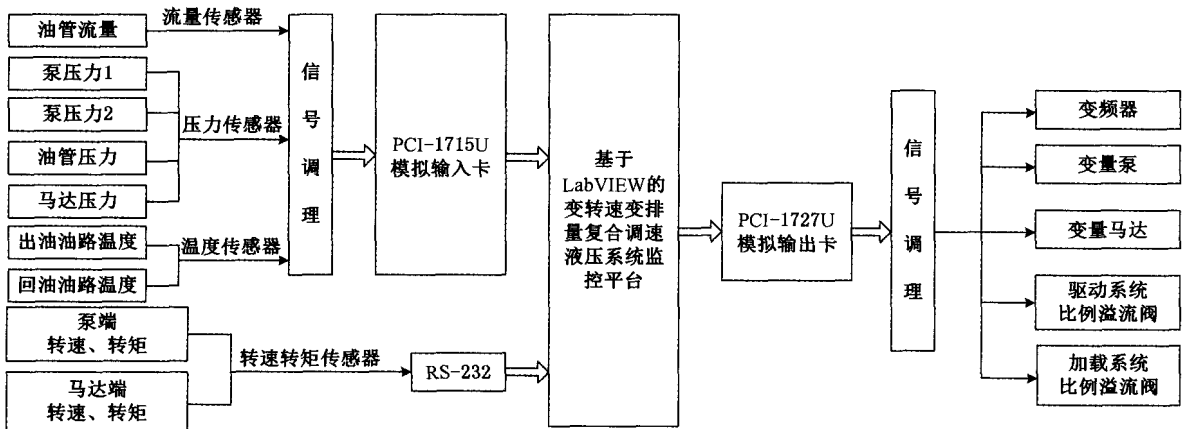 油管流量
流量传感器
泵压力1
泵压力2
压力传感器
油管压力
马达压力
出油油路温度
温度传感器
回油油路温度
泵端
转速、转矩
马达端
转速、转矩
转速转矩传感器
RS-232
信
号
调
理
PCI-1715U
模拟输入卡
基于
LabVIEW的
变转速变排
量复合调速
液压系统监
控平台
PCI-1727U
模拟输出卡
信
号
调
理
变频器
变量泵
变量马达
驱动系统
比例溢流阀
加载系统
比例溢流阀